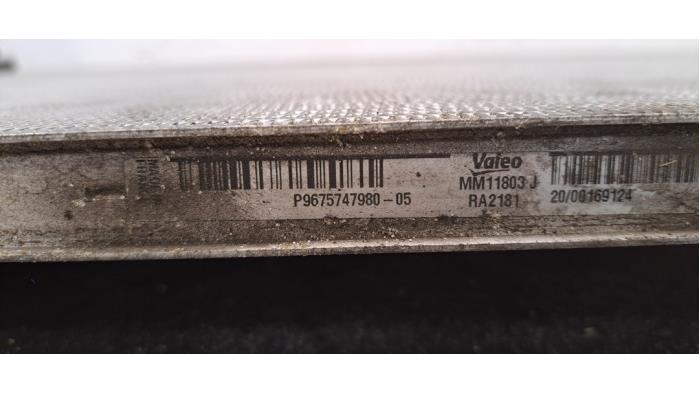 P9675747980-05
Valeo
MM11803 J
RA2181
20/00169124